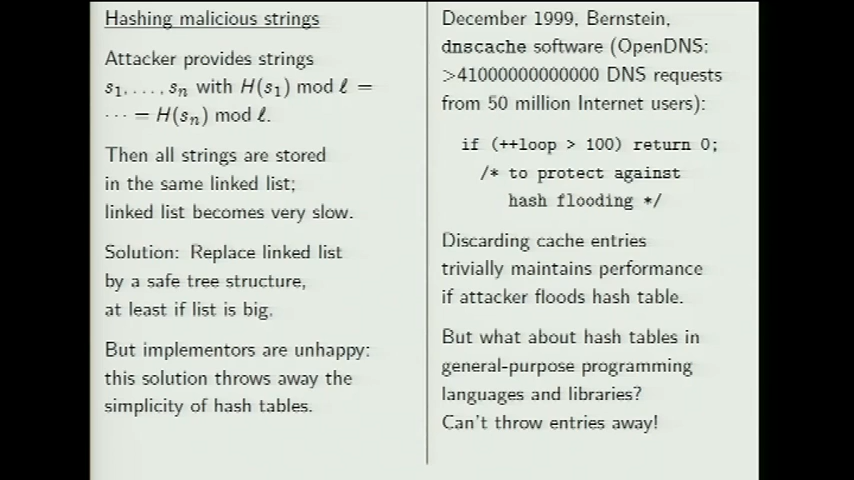 Hashing malicious strings
Attacker provides strings
s₁, . . . , sₙ with H(s₁) mod ℓ =
· · · = H(sₙ) mod ℓ.
Then all strings are stored
in the same linked list;
linked list becomes very slow.
Solution: Replace linked list
by a safe tree structure,
at least if list is big.
But implementors are unhappy:
this solution throws away the
simplicity of hash tables.
December 1999, Bernstein,
dnscache software (OpenDNS:
>41000000000000 DNS requests
from 50 million Internet users):
if (++loop > 100) return 0;
/* to protect against
hash flooding */
Discarding cache entries
trivially maintains performance
if attacker floods hash table.
But what about hash tables in
general-purpose programming
languages and libraries?
Can't throw entries away!